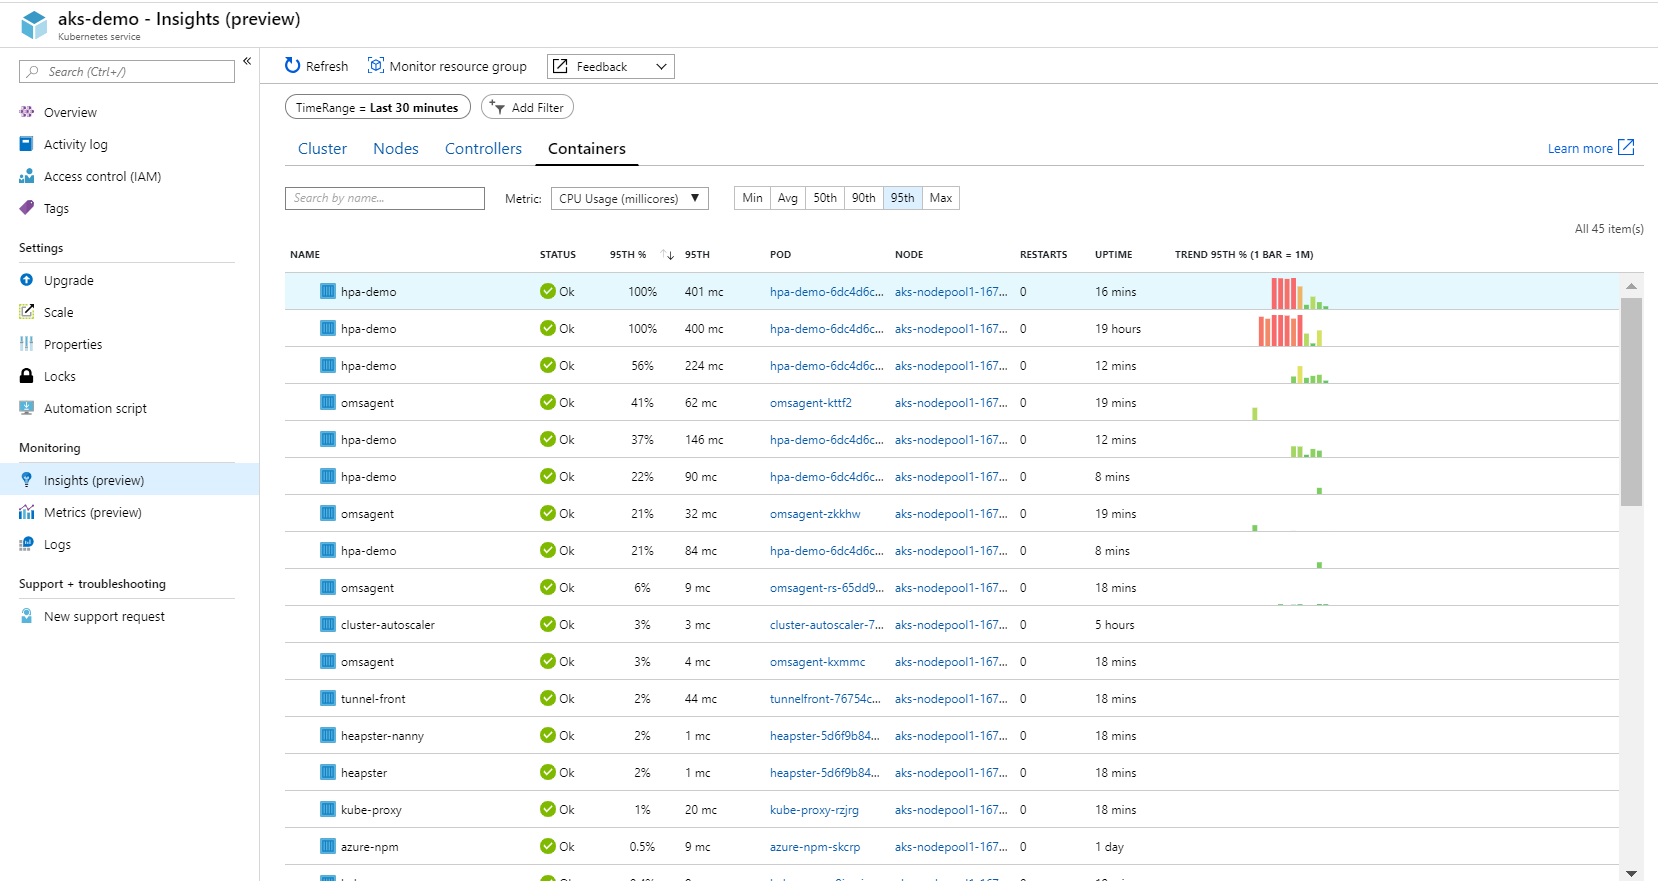 aks-demo - Insights (preview)
Kubernetes service
Search (Ctrl+/)
«
Overview
Activity log
Access control (IAM)
Tags
Settings
Upgrade
Scale
Properties
Locks
Automation script
Monitoring
Insights (preview)
Metrics (preview)
Logs
Support + troubleshooting
New support request
Refresh Monitor resource group Feedback
TimeRange = Last 30 minutes Add Filter
Cluster Nodes Controllers Containers Learn more
Search by name... Metric: CPU Usage (millicores) Min Avg 50th 90th 95th Max
All 45 item(s)
NAME STATUS 95TH % 95TH POD NODE RESTARTS UPTIME TREND 95TH % (1 BAR = 1M)
hpa-demo Ok 100% 401 mc hpa-demo-6dc4d6c... aks-nodepool1-167... 0 16 mins
hpa-demo Ok 100% 400 mc hpa-demo-6dc4d6c... aks-nodepool1-167... 0 19 hours
hpa-demo Ok 56% 224 mc hpa-demo-6dc4d6c... aks-nodepool1-167... 0 12 mins
omsagent Ok 41% 62 mc omsagent-kttf2 aks-nodepool1-167... 0 19 mins
hpa-demo Ok 37% 146 mc hpa-demo-6dc4d6c... aks-nodepool1-167... 0 12 mins
hpa-demo Ok 22% 90 mc hpa-demo-6dc4d6c... aks-nodepool1-167... 0 8 mins
omsagent Ok 21% 32 mc omsagent-zkkhw aks-nodepool1-167... 0 19 mins
hpa-demo Ok 21% 84 mc hpa-demo-6dc4d6c... aks-nodepool1-167... 0 8 mins
omsagent Ok 6% 9 mc omsagent-rs-65dd9... aks-nodepool1-167... 0 18 mins
cluster-autoscaler Ok 3% 3 mc cluster-autoscaler-7... aks-nodepool1-167... 0 5 hours
omsagent Ok 3% 4 mc omsagent-kxmmc aks-nodepool1-167... 0 18 mins
tunnel-front Ok 2% 44 mc tunnelfront-76754c... aks-nodepool1-167... 0 18 mins
heapster-nanny Ok 2% 1 mc heapster-5d6f9b84... aks-nodepool1-167... 0 18 mins
heapster Ok 2% 1 mc heapster-5d6f9b84... aks-nodepool1-167... 0 18 mins
kube-proxy Ok 1% 20 mc kube-proxy-rzjrg aks-nodepool1-167... 0 18 mins
azure-npm Ok 0.5% 9 mc azure-npm-skcrp aks-nodepool1-167... 0 1 day